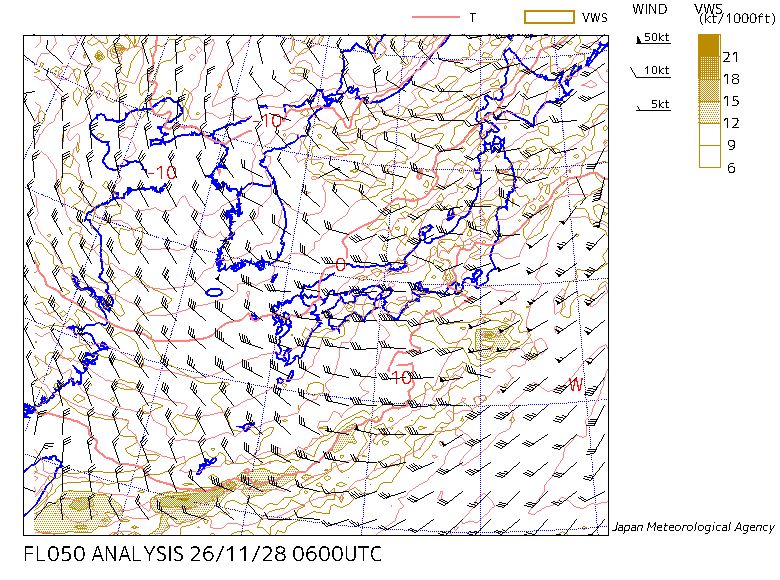 T VWS WIND VWS
(kt/1000ft)
50kt
10kt
5kt
21
18
15
12
9
6
-10
-10
0
10
W
Japan Meteorological Agency
FL050 ANALYSIS 26/11/28 0600UTC